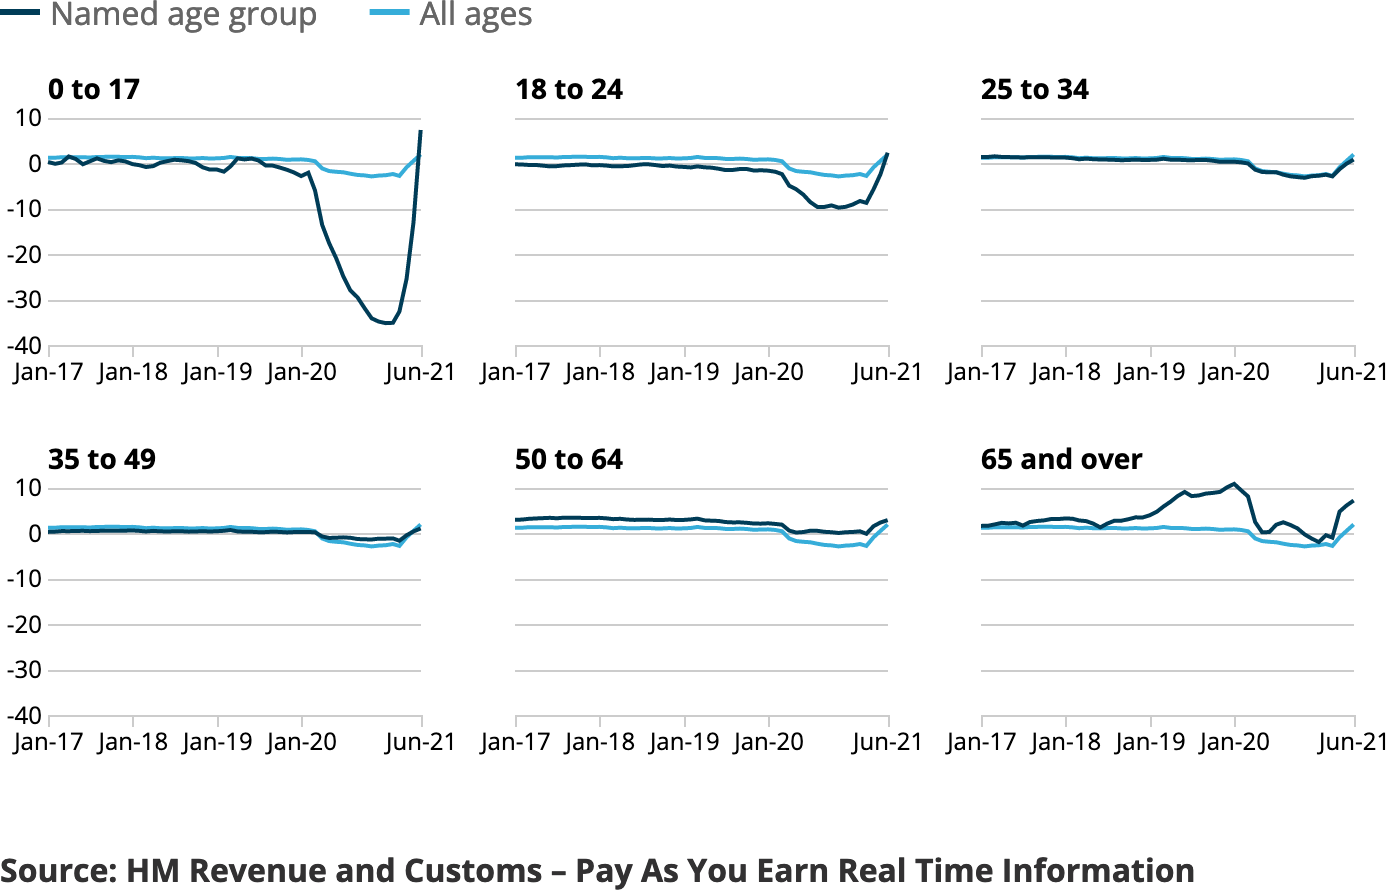 Named age group All ages
0 to 17 18 to 24 25 to 34
10
0
-10
-20
-30
-40
Jan-17 Jan-18 Jan-19 Jan-20 Jun-21 Jan-17 Jan-18 Jan-19 Jan-20 Jun-21 Jan-17 Jan-18 Jan-19 Jan-20 Jun-21
35 to 49 50 to 64 65 and over
10
0
-10
-20
-30
-40
Jan-17 Jan-18 Jan-19 Jan-20 Jun-21 Jan-17 Jan-18 Jan-19 Jan-20 Jun-21 Jan-17 Jan-18 Jan-19 Jan-20 Jun-21
Source: HM Revenue and Customs – Pay As You Earn Real Time Information